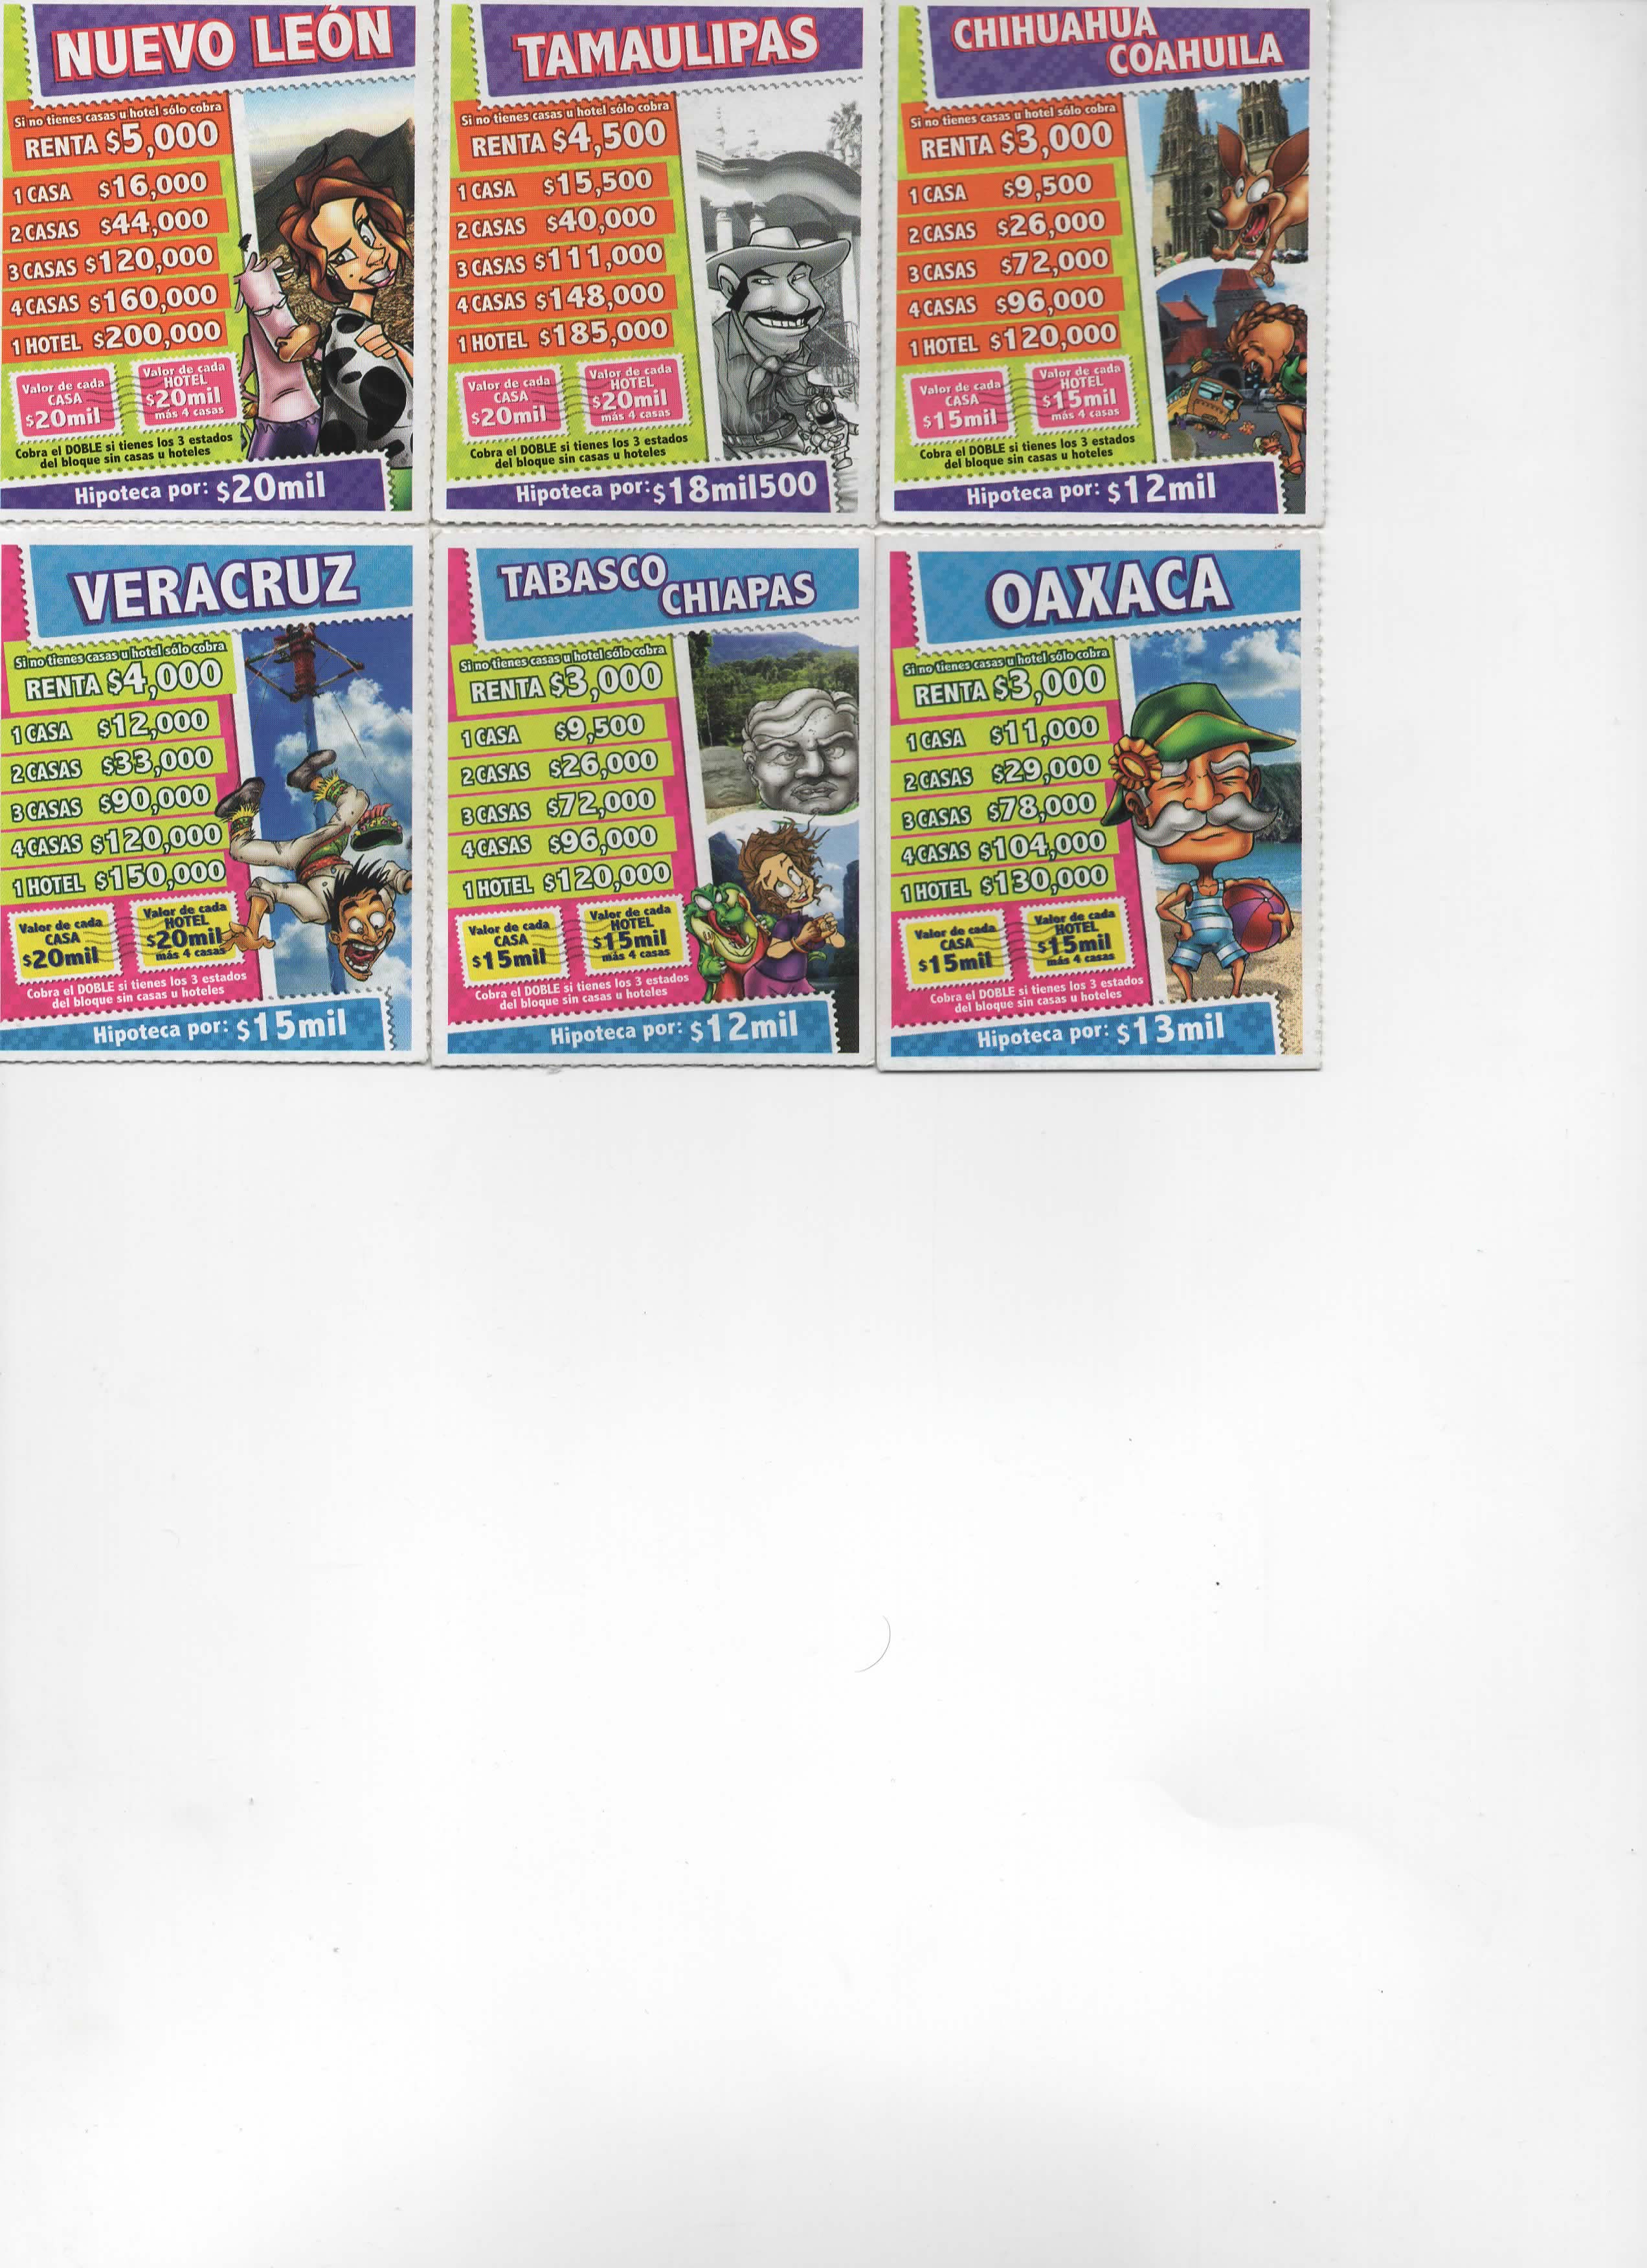 NUEVO LEÓN
Si no tienes casas u hotel sólo cobra
RENTA $5,000
1 CASA $16,000
2 CASAS $44,000
3 CASAS $120,000
4 CASAS $160,000
1 HOTEL $200,000
Valor de cada
CASA
$20mil
Valor de cada
HOTEL
$20mil
más 4 casas
Cobra el DOBLE si tienes los 3 estados
del bloque sin casas u hoteles
Hipoteca por: $20mil
TAMAULIPAS
Si no tienes casas u hotel sólo cobra
RENTA $4,500
1 CASA $15,500
2 CASAS $40,000
3 CASAS $111,000
4 CASAS $148,000
1 HOTEL $185,000
Valor de cada
CASA
$20mil
Valor de cada
HOTEL
$20mil
más 4 casas
Cobra el DOBLE si tienes los 3 estados
del bloque sin casas u hoteles
Hipoteca por: $18mil500
CHIHUAHUA
COAHUILA
Si no tienes casas u hotel sólo cobra
RENTA $3,000
1 CASA $9,500
2 CASAS $26,000
3 CASAS $72,000
4 CASAS $96,000
1 HOTEL $120,000
Valor de cada
CASA
$15mil
Valor de cada
HOTEL
$15mil
más 4 casas
Cobra el DOBLE si tienes los 3 estados
del bloque sin casas u hoteles
Hipoteca por: $12mil
VERACRUZ
Si no tienes casas u hotel sólo cobra
RENTA $4,000
1 CASA $12,000
2 CASAS $33,000
3 CASAS $90,000
4 CASAS $120,000
1 HOTEL $150,000
Valor de cada
CASA
$20mil
Valor de cada
HOTEL
$20mil
más 4 casas
Cobra el DOBLE si tienes los 3 estados
del bloque sin casas u hoteles
Hipoteca por: $15mil
TABASCO
CHIAPAS
Si no tienes casas u hotel sólo cobra
RENTA $3,000
1 CASA $9,500
2 CASAS $26,000
3 CASAS $72,000
4 CASAS $96,000
1 HOTEL $120,000
Valor de cada
CASA
$15mil
Valor de cada
HOTEL
$15mil
más 4 casas
Cobra el DOBLE si tienes los 3 estados
del bloque sin casas u hoteles
Hipoteca por: $12mil
OAXACA
Si no tienes casas u hotel sólo cobra
RENTA $3,000
1 CASA $11,000
2 CASAS $29,000
3 CASAS $78,000
4 CASAS $104,000
1 HOTEL $130,000
Valor de cada
CASA
$15mil
Valor de cada
HOTEL
$15mil
más 4 casas
Cobra el DOBLE si tienes los 3 estados
del bloque sin casas u hoteles
Hipoteca por: $13mil